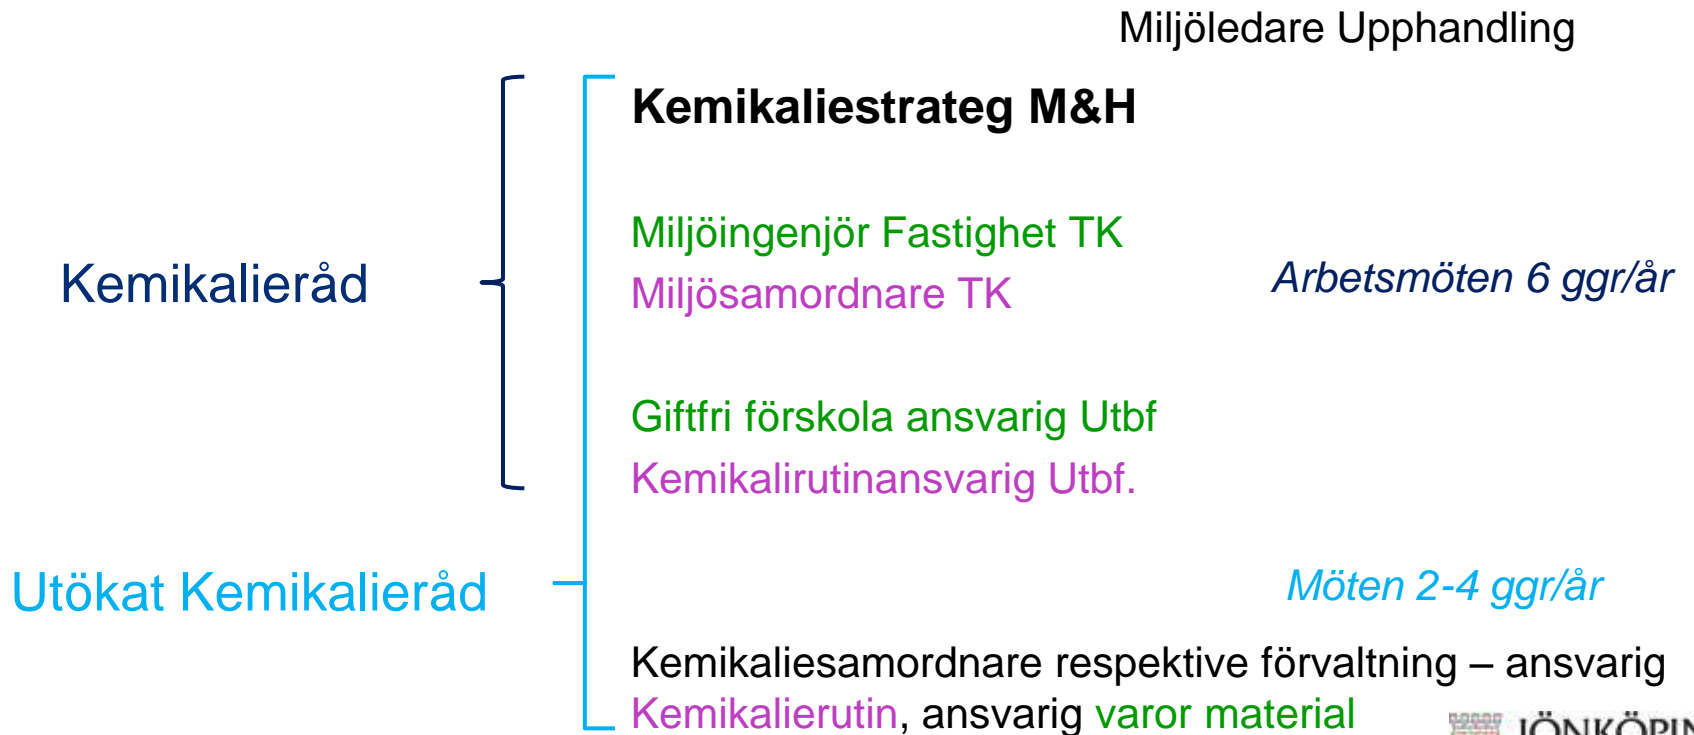 Miljöledare Upphandling
Kemikaliestrateg M&H
Miljöingenjör Fastighet TK
Kemikalieråd
Miljösamordnare TK
Arbetsmöten 6 ggr/år
Giftfri förskola ansvarig Utbf
Kemikalirutinansvarig Utbf.
Utökat Kemikalieråd
Möten 2-4 ggr/år
Kemikaliesamordnare respektive förvaltning – ansvarig
Kemikalierutin, ansvarig varor material